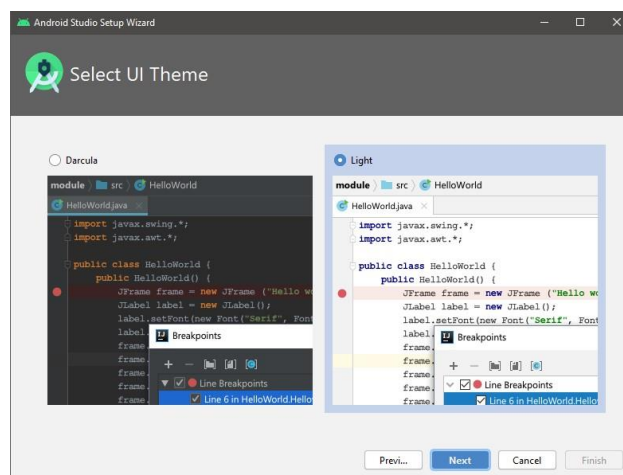 Android Studio Setup Wizard
Select UI Theme
Darcula
module src HelloWorld
HelloWorld.java
import javax.swing.*;
import javax.awt.*;
public class HelloWorld {
public HelloWorld() {
JFrame frame = new JFrame ("Hello wo
JLabel label = new JLabel();
label.setFont(new Font("Serif", Font
label.
frame.
frame.
frame.
frame.
frame.
IJ Breakpoints
Line Breakpoints
Line 6 in HelloWorld.Hello
Light
module src HelloWorld
HelloWorld.java
import javax.swing.*;
import javax.awt.*;
public class HelloWorld {
public HelloWorld() {
JFrame frame = new JFrame ("Hello wo
JLabel label = new JLabel();
label.setFont(new Font("Serif", Font
label.
frame.
frame.
frame.
frame.
frame.
IJ Breakpoints
Line Breakpoints
Line 6 in HelloWorld.Hello
Previ... Next Cancel Finish